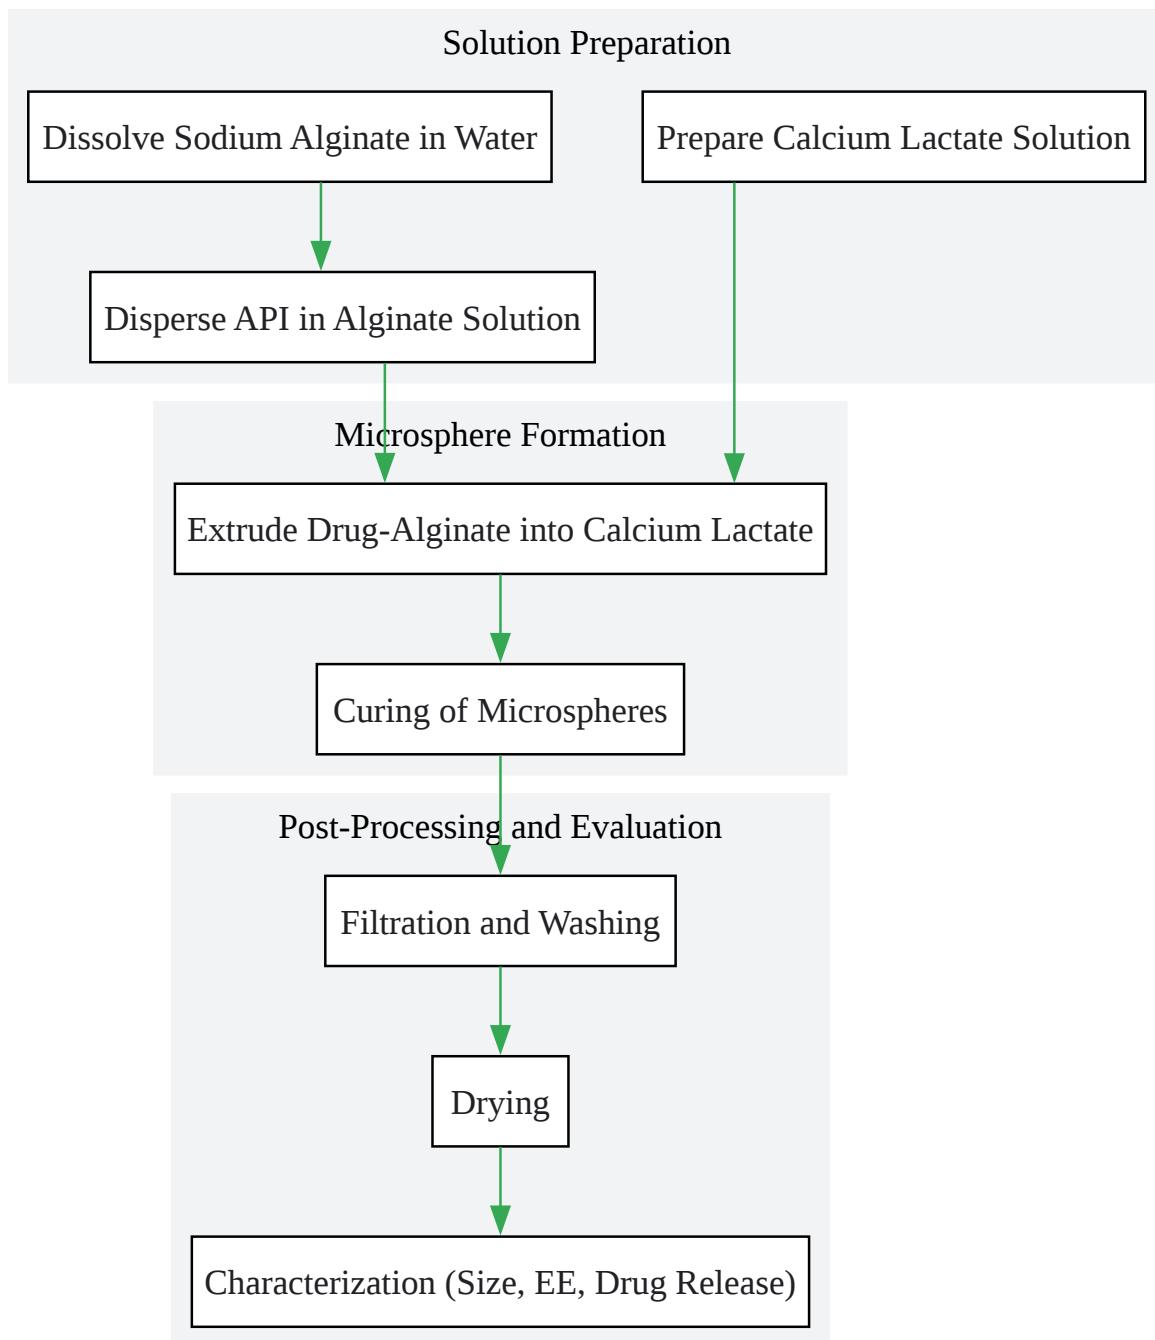 Solution Preparation
Dissolve Sodium Alginate in Water
Prepare Calcium Lactate Solution
Disperse API in Alginate Solution
Microsphere Formation
Extrude Drug-Alginate into Calcium Lactate
Curing of Microspheres
Post-Processing and Evaluation
Filtration and Washing
Drying
Characterization (Size, EE, Drug Release)